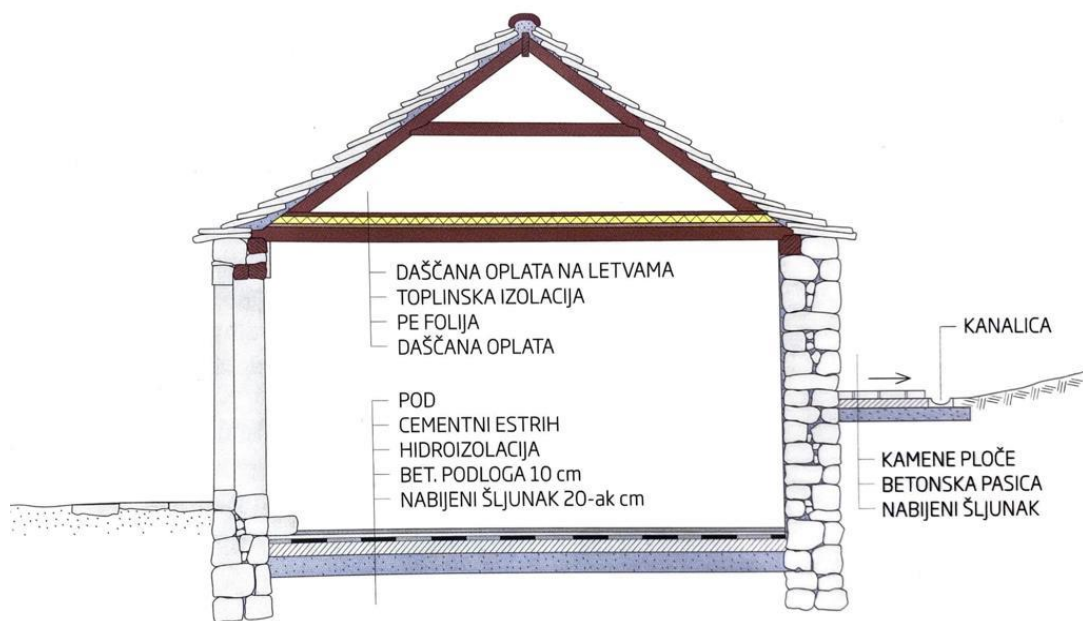 DAŠČANA OPLATA NA LETVAMA
TOPLINSKA IZOLACIJA
PE FOLIJA
DAŠČANA OPLATA
KANALICA
POD
CEMENTNI ESTRIH
HIDROIZOLACIJA
BET. PODLOGA 10 cm
NABIJENI ŠLJUNAK 20-ak cm
KAMENE PLOČE
BETONSKA PASICA
NABIJENI ŠLJUNAK